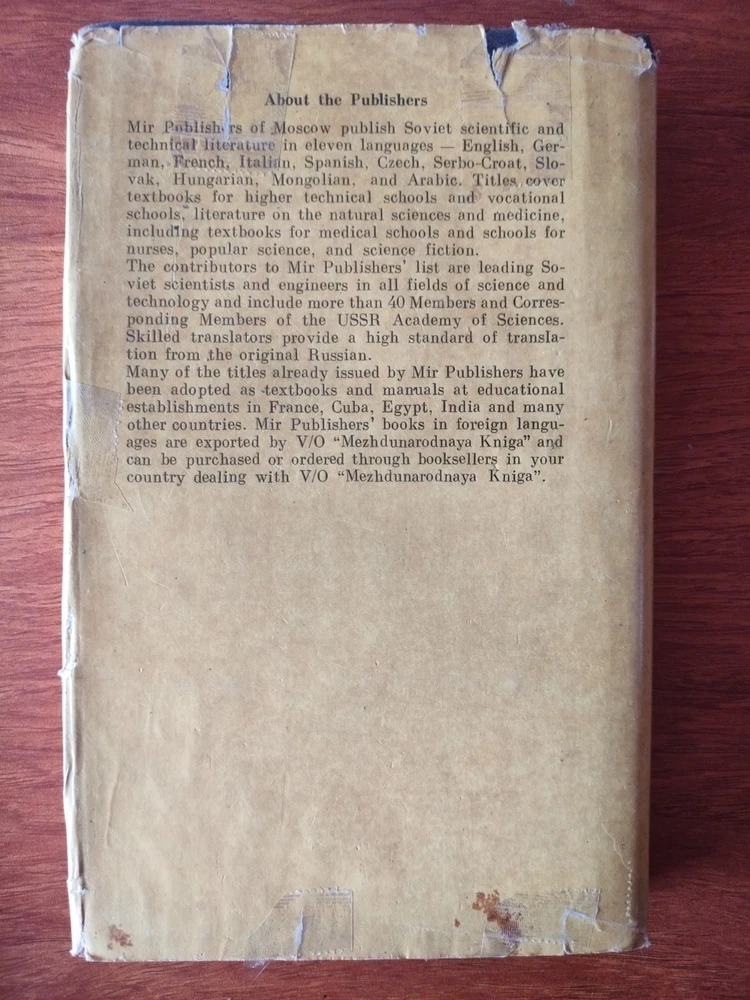 About the Publishers
Mir Publishers of Moscow publish Soviet scientific and
technical literature in eleven languages — English, Ger-
man, French, Italian, Spanish, Czech, Serbo-Croat, Slo-
vak, Hungarian, Mongolian, and Arabic. Titles cover
textbooks for higher technical schools and vocational
schools, literature on the natural sciences and medicine,
including textbooks for medical schools and schools for
nurses, popular science, and science fiction.
The contributors to Mir Publishers' list are leading So-
viet scientists and engineers in all fields of science and
technology and include more than 40 Members and Corres-
ponding Members of the USSR Academy of Sciences.
Skilled translators provide a high standard of transla-
tion from the original Russian.
Many of the titles already issued by Mir Publishers have
been adopted as textbooks and manuals at educational
establishments in France, Cuba, Egypt, India and many
other countries. Mir Publishers' books in foreign langu-
ages are exported by V/O “Mezhdunarodnaya Kniga” and
can be purchased or ordered through booksellers in your
country dealing with V/O “Mezhdunarodnaya Kniga”.